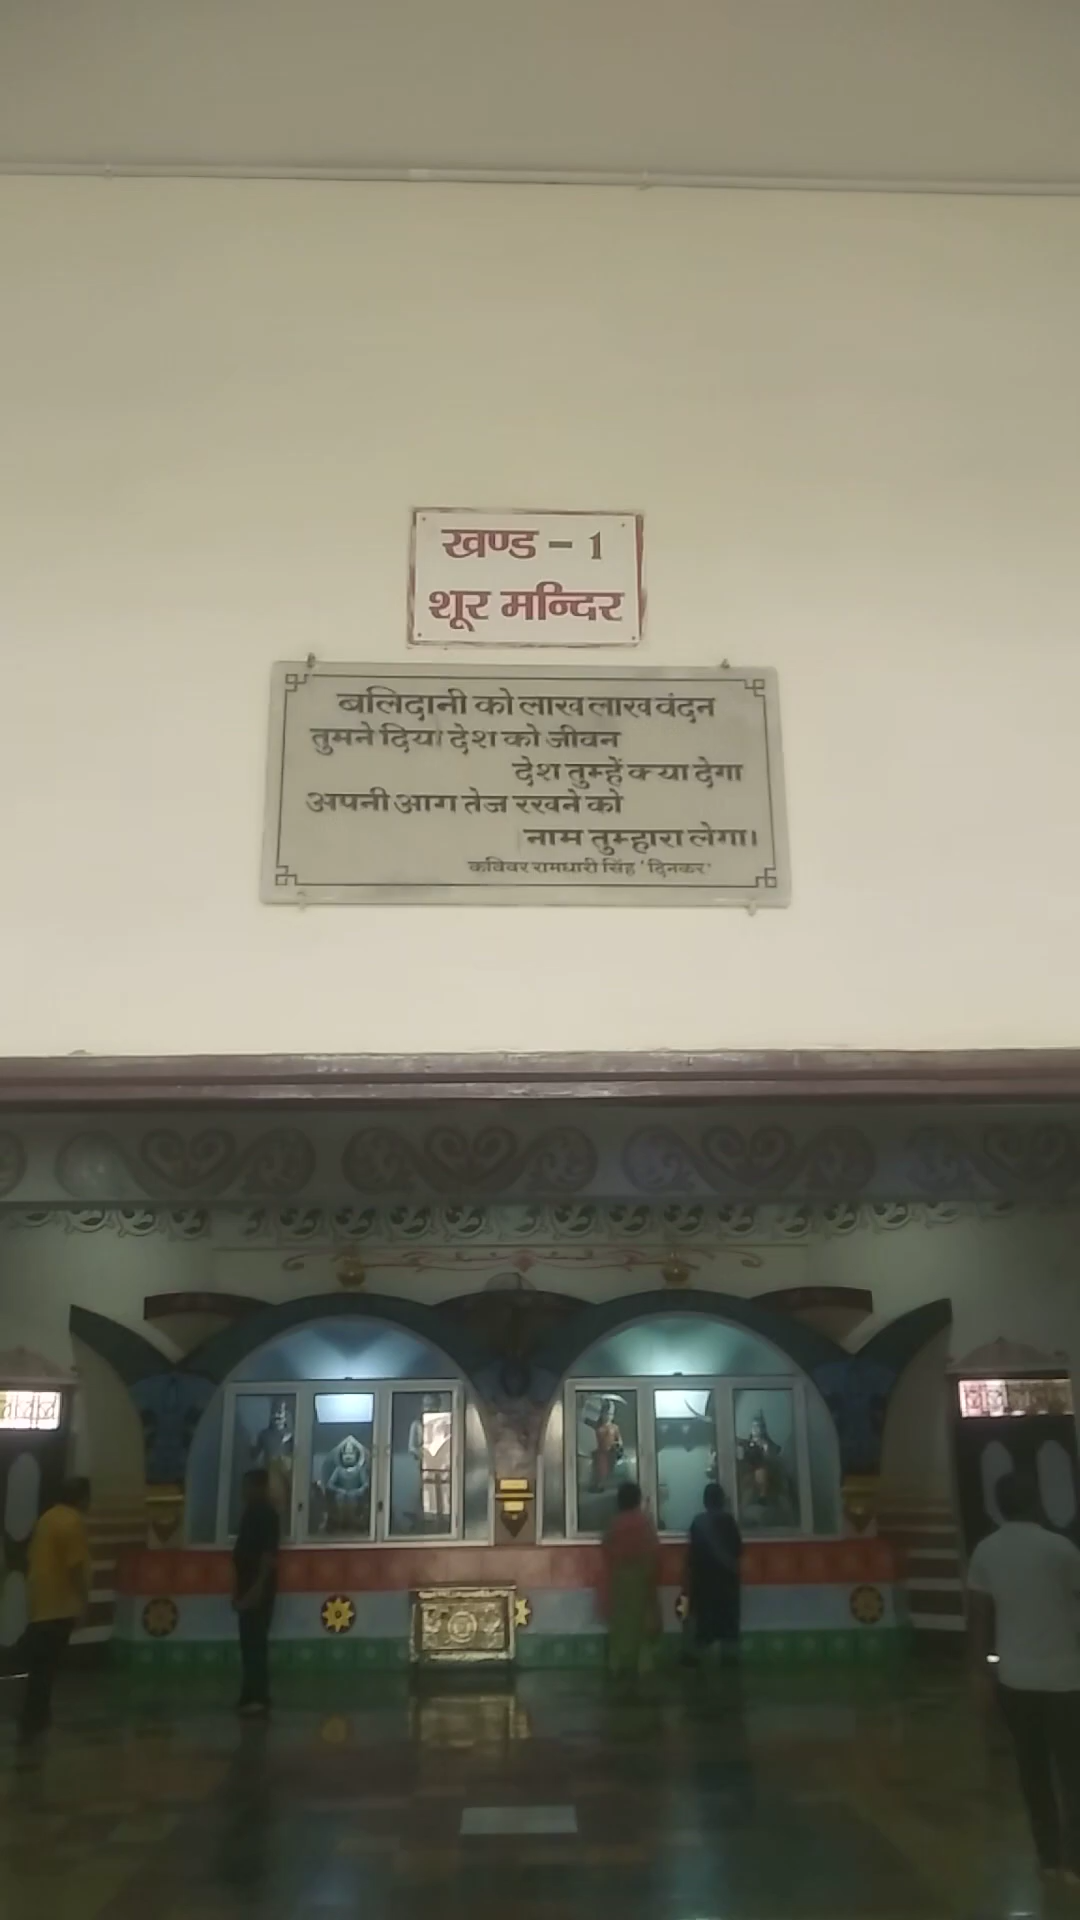 खण्ड - 1
शूर मन्दिर
बलिदानी को लाख लाख वंदन
तुमने दिया देश को जीवन
देश तुम्हें क्या देगा
अपनी आग तेज रखने को
नाम तुम्हारा लेगा।
कविवर रामधारी सिंह 'दिनकर'